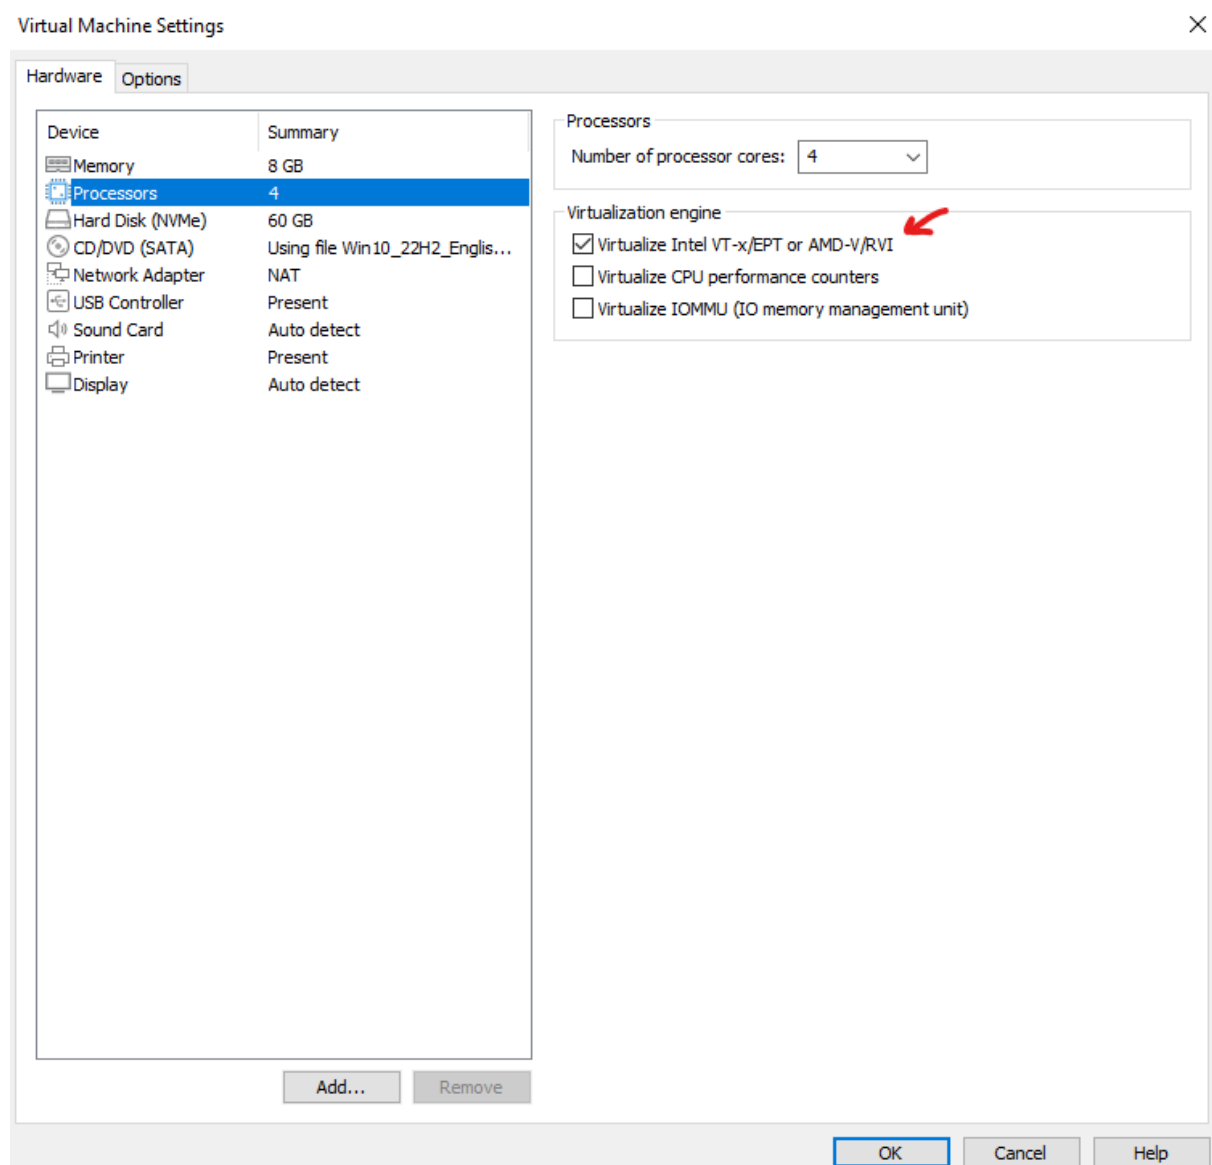 Virtual Machine Settings
Hardware Options
Device Summary
Memory 8 GB
Processors 4
Hard Disk (NVMe) 60 GB
CD/DVD (SATA) Using file Win10_22H2_Englis...
Network Adapter NAT
USB Controller Present
Sound Card Auto detect
Printer Present
Display Auto detect
Add... Remove
Processors
Number of processor cores: 4
Virtualization engine
Virtualize Intel VT-x/EPT or AMD-V/RVI
Virtualize CPU performance counters
Virtualize IOMMU (IO memory management unit)
OK Cancel Help